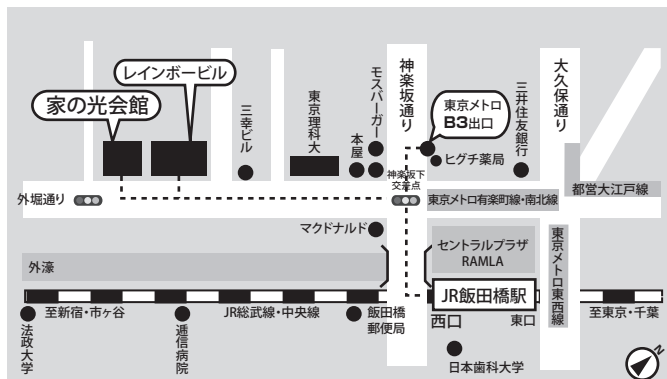 レインボービル
家の光会館
三幸ビル
東京理科大
本屋
モスバーガー
神楽坂通り
東京メトロ
B3出口
ヒグチ薬局
三井住友銀行
大久保通り
神楽坂下
交差点
外堀通り
東京メトロ有楽町線・南北線
都営大江戸線
マクドナルド
セントラルプラザ
RAMLA
東京メトロ東西線
外濠
JR飯田橋駅
至新宿・市ヶ谷
JR総武線・中央線
飯田橋
郵便局
西口
東口
至東京・千葉
法政大学
逓信病院
日本歯科大学
N